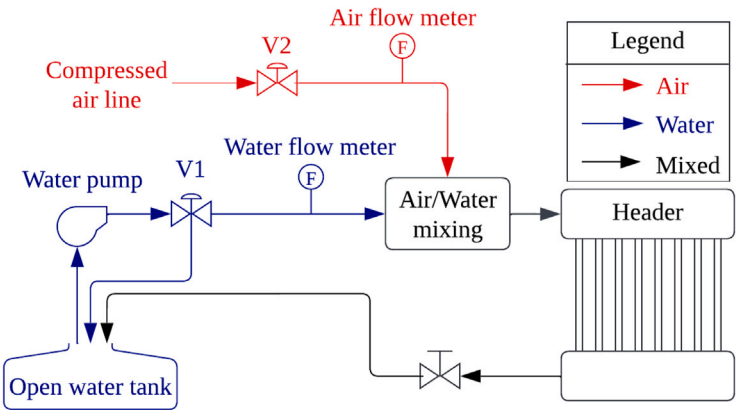 Air flow meter
F
V2
Compressed
air line
Legend
Air
Water
Mixed
Water flow meter
F
V1
Water pump
Air/Water
mixing
Header
Open water tank